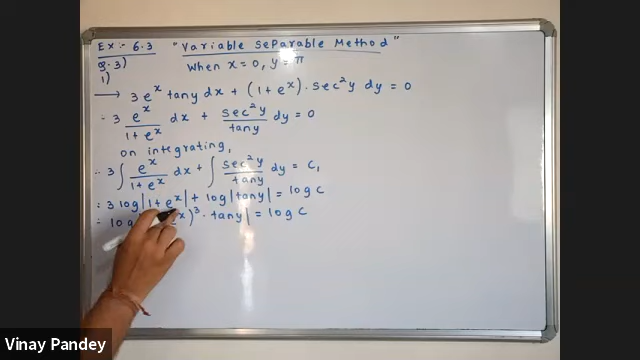 EX:- 6.3 "Variable Separable Method"
Q.3) When x=0, y=π
1)
→ 3e^x tany dx + (1+e^x)·sec²y dy = 0
∴ 3 e^x/(1+e^x) dx + sec²y/tany dy = 0
on integrating,
∴ 3∫ e^x/(1+e^x) dx + ∫ sec²y/tany dy = C₁
∴ 3 log|1+e^x| + log|tany| = log C
∴ log x)³ · tany| = log C
Vinay Pandey